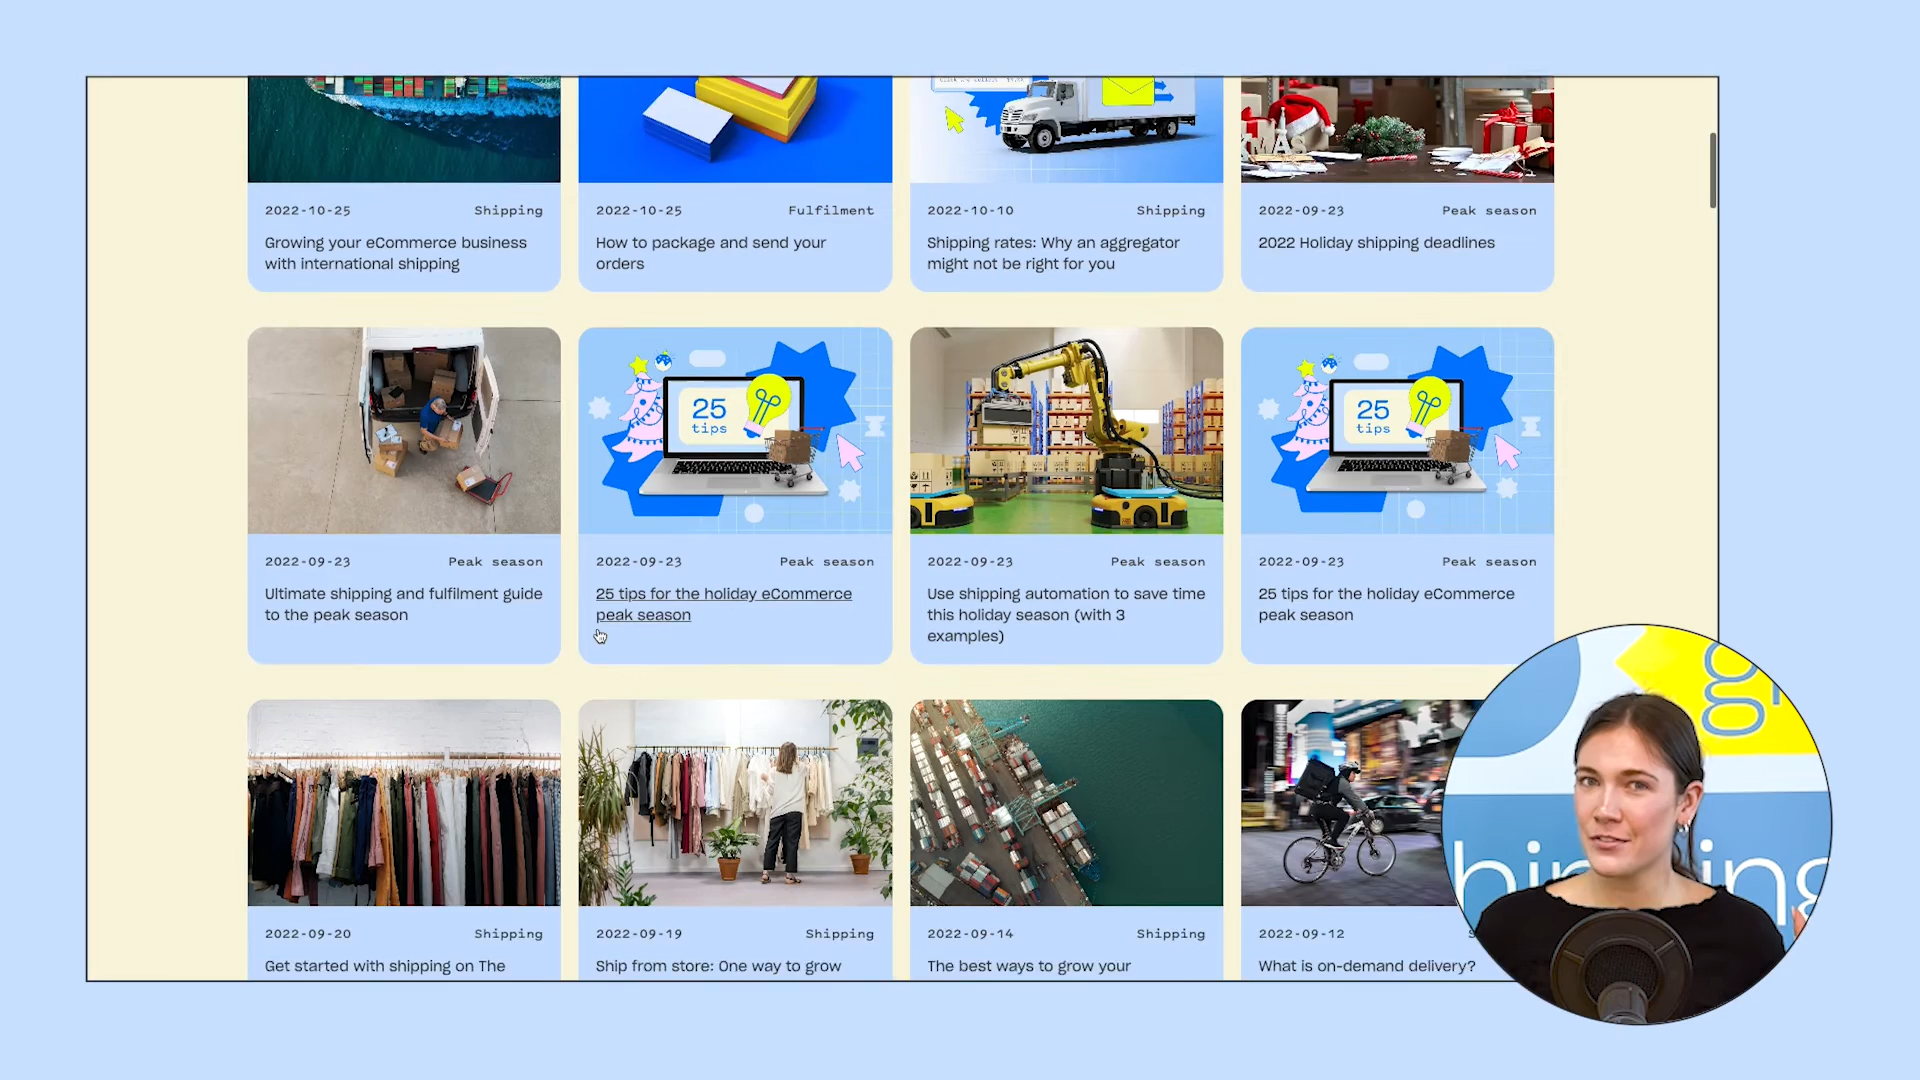 2022-10-25 Shipping
Growing your eCommerce business
with international shipping
2022-10-25 Fulfilment
How to package and send your
orders
2022-10-10 Shipping
Shipping rates: Why an aggregator
might not be right for you
XMAS
2022-09-23 Peak season
2022 Holiday shipping deadlines
2022-09-23 Peak season
Ultimate shipping and fulfilment guide
to the peak season
25
tips
2022-09-23 Peak season
25 tips for the holiday eCommerce
peak season
2022-09-23 Peak season
Use shipping automation to save time
this holiday season (with 3
examples)
25
tips
2022-09-23 Peak season
25 tips for the holiday eCommerce
peak season
2022-09-20 Shipping
Get started with shipping on The
2022-09-19 Shipping
Ship from store: One way to grow
2022-09-14 Shipping
The best ways to grow your
2022-09-12
What is on-demand delivery?